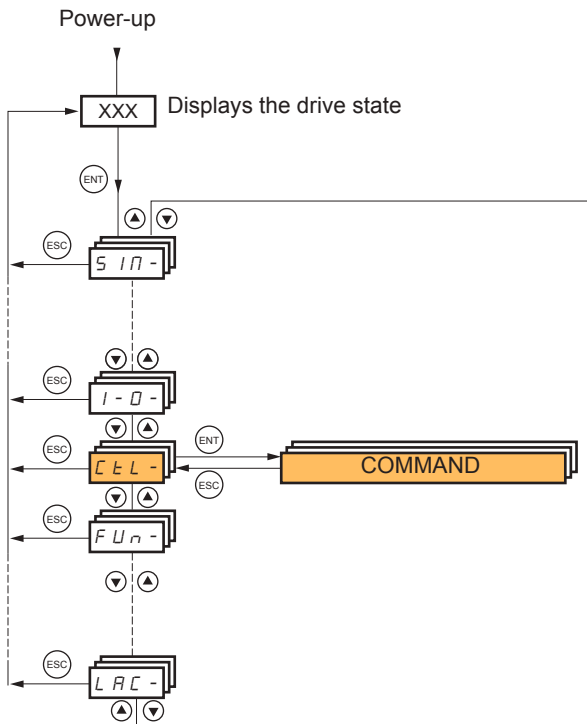 Power-up
XXX Displays the drive state
ENT
ESC
SIM-
ESC
I-O-
ESC
CtL-
ENT
COMMAND
ESC
ESC
FUn-
ESC
LAC-